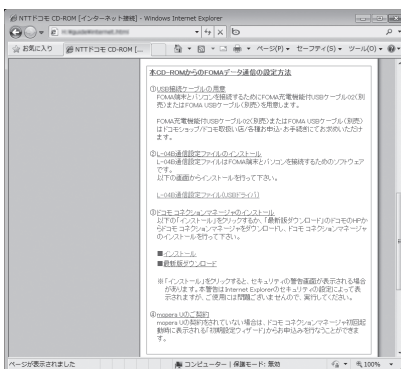 NTTドコモ CD-ROM [インターネット接続] - Windows Internet Explorer
お気に入り
NTTドコモ CD-ROM [...
ページ(P)
セーフティ(S)
ツール(O)
本CD-ROMからのFOMAデータ通信の設定方法
①USB接続ケーブルの用意
FOMA端末とパソコンを接続するためにFOMA充電機能付USBケーブル02(別
売)またはFOMA USBケーブル(別売)を用意します。
FOMA充電機能付USBケーブル02(別売)またはFOMA USBケーブル(別売)
はドコモショップ/ドコモ取扱い店/各種お申込・お手続きにてお求めいただけ
ます。
②L-04B通信設定ファイルのインストール
L-04B通信設定ファイルはFOMA端末とパソコンを接続するためのソフトウェア
です。
以下の画面からインストールを行って下さい。
L-04B通信設定ファイル(USBドライバ)
③ドコモ コネクションマネージャのインストール
以下の「インストール」をクリックするか、「最新版ダウンロード」のドコモのHPか
らドコモ コネクションマネージャをダウンロードし、ドコモ コネクションマネージャ
のインストールを行って下さい。
■インストール
■最新版ダウンロード
※「インストール」をクリックすると、セキュリティの警告画面が表示される場合
があります。本警告はInternet Explorerのセキュリティの設定によって表
示されますが、ご使用には問題ございませんので、実行してください。
④mopera Uのご契約
mopera Uの契約をされていない場合は、ドコモ コネクションマネージャ初回起
動時に表示される「初期設定ウィザード」からお申込みを行なうことができま
す。
ページが表示されました
コンピューター | 保護モード: 無効
100%